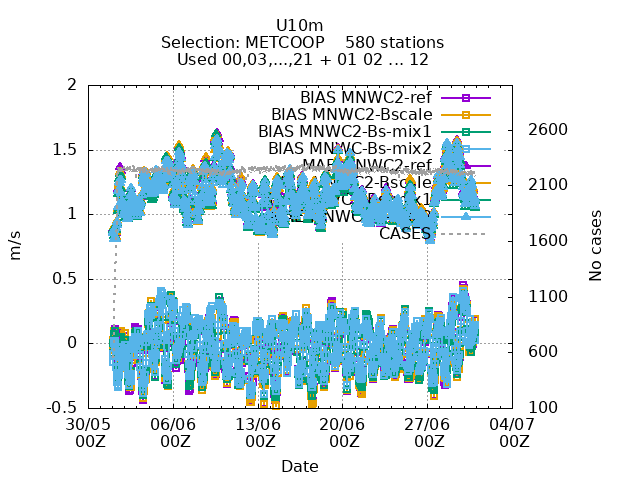 U10m
Selection: METCOOP 580 stations
Used 00,03,...,21 + 01 02 ... 12
BIAS MNWC2-ref
BIAS MNWC2-Bscale
BIAS MNWC2-Bs-mix1
BIAS MNWC-Bs-mix2
CASES
m/s
No cases
2
1.5
1
0.5
0
-0.5
2600
2100
1600
1100
600
100
30/05 06/06 13/06 20/06 27/06 04/07
00Z 00Z 00Z 00Z 00Z 00Z
Date